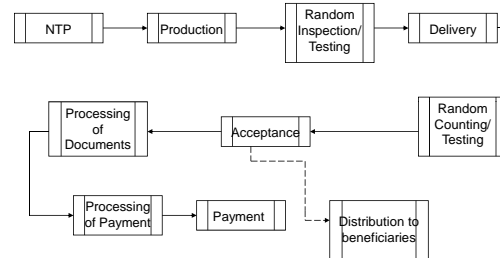 NTP
Production
Random
Inspection/
Testing
Delivery
Random
Counting/
Testing
Acceptance
Processing
of
Documents
Processing
of Payment
Payment
Distribution to
beneficiaries